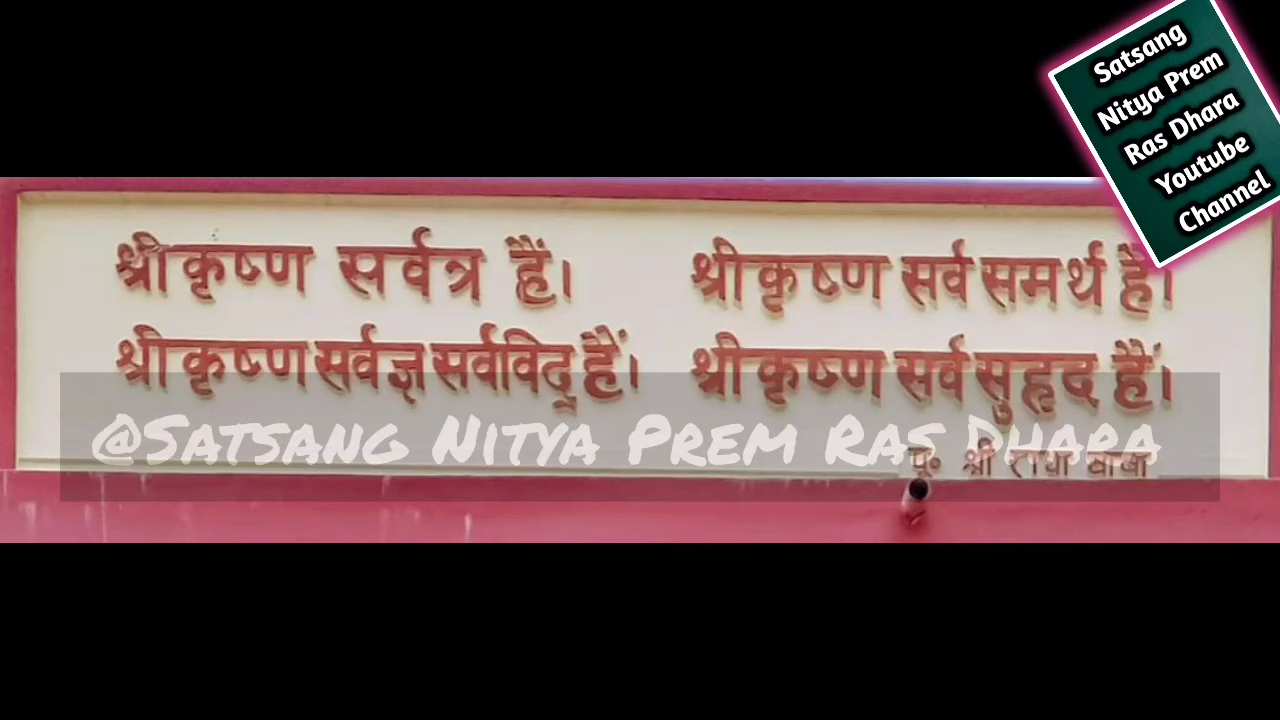 Satsang
Nitya Prem
Ras Dhara
Youtube
Channel
श्रीकृष्ण सर्वत्र हैं। श्रीकृष्ण सर्वसमर्थ हैं।
श्रीकृष्ण सर्वज्ञ सर्वविद् हैं। श्रीकृष्ण सर्वसुहृद हैं।
@Satsang Nitya Prem Ras Dhara
पू० श्री राधा बाबा